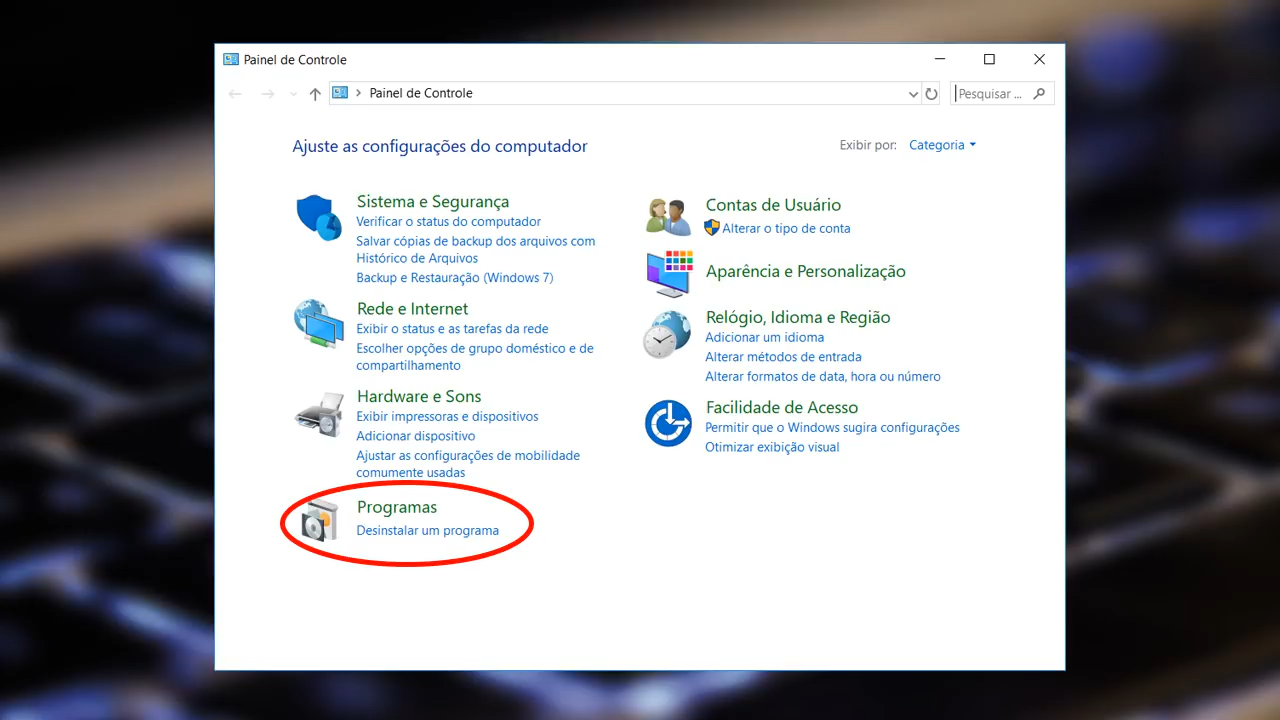 Painel de Controle
Painel de Controle
Pesquisar ...
Ajuste as configurações do computador
Exibir por: Categoria
Sistema e Segurança
Verificar o status do computador
Salvar cópias de backup dos arquivos com
Histórico de Arquivos
Backup e Restauração (Windows 7)
Rede e Internet
Exibir o status e as tarefas da rede
Escolher opções de grupo doméstico e de
compartilhamento
Hardware e Sons
Exibir impressoras e dispositivos
Adicionar dispositivo
Ajustar as configurações de mobilidade
comumente usadas
Programas
Desinstalar um programa
Contas de Usuário
Alterar o tipo de conta
Aparência e Personalização
Relógio, Idioma e Região
Adicionar um idioma
Alterar métodos de entrada
Alterar formatos de data, hora ou número
Facilidade de Acesso
Permitir que o Windows sugira configurações
Otimizar exibição visual